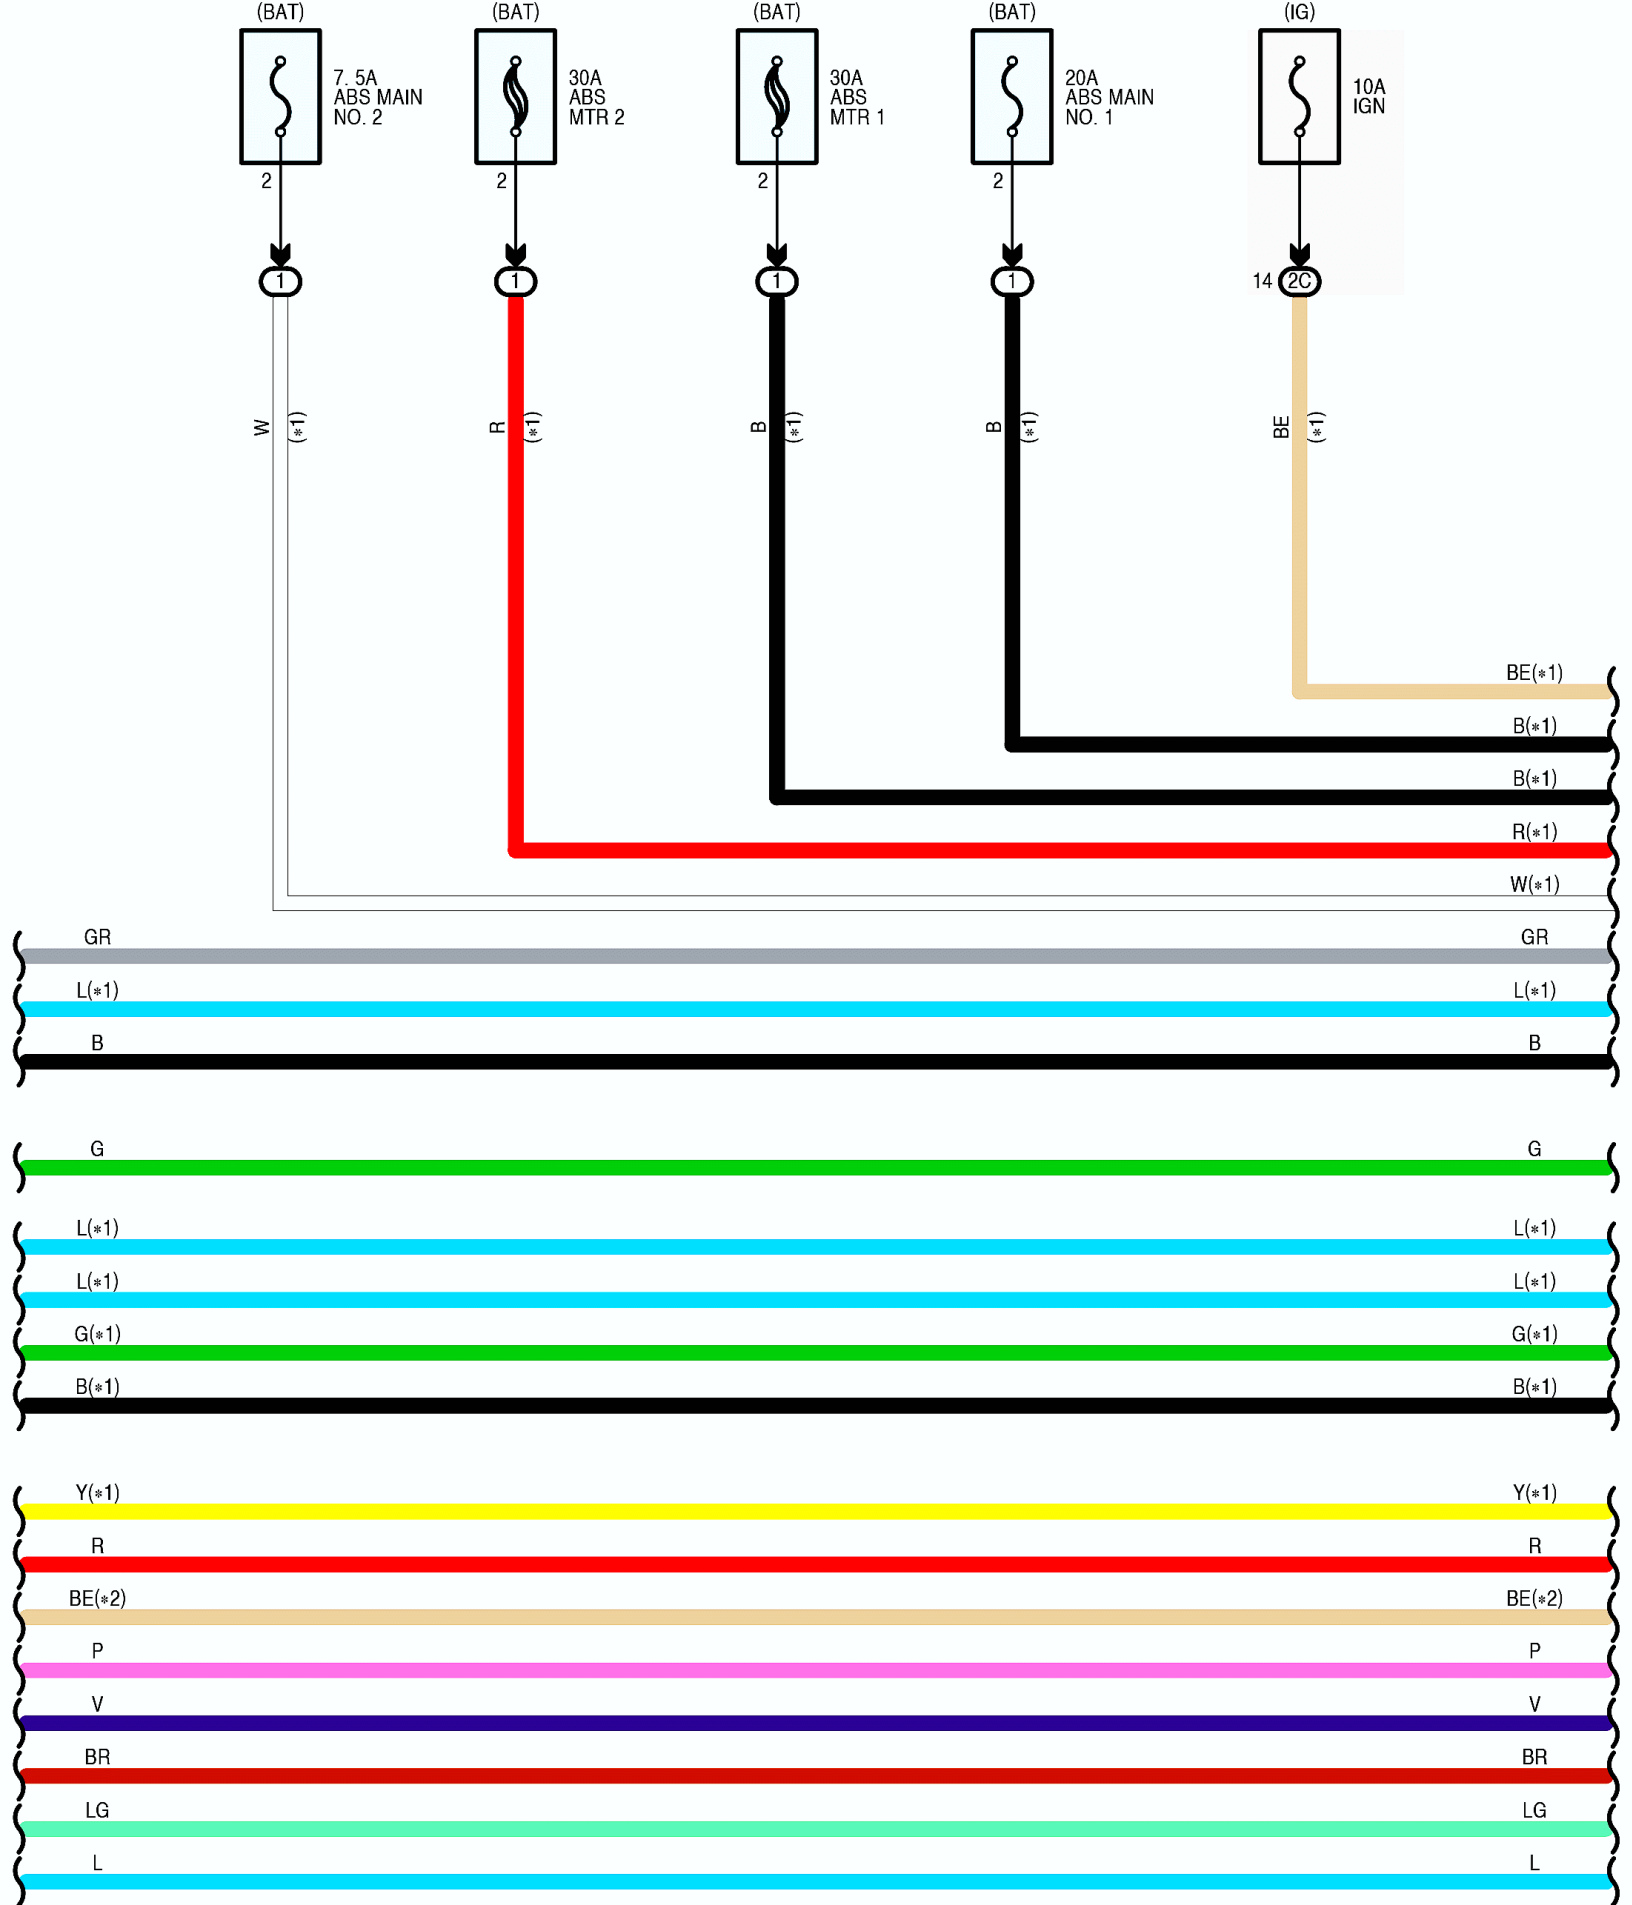 (BAT) (BAT) (BAT) (BAT) (IG)
7. 5A
ABS MAIN
NO. 2
30A
ABS
MTR 2
30A
ABS
MTR 1
20A
ABS MAIN
NO. 1
10A
IGN
2 2 2 2
1 1 1 1 14 2C
W (*1) R (*1) B (*1) B (*1) BE (*1)
BE(*1)
B(*1)
B(*1)
R(*1)
W(*1)
GR GR
L(*1) L(*1)
B B
G G
L(*1) L(*1)
L(*1) L(*1)
G(*1) G(*1)
B(*1) B(*1)
Y(*1) Y(*1)
R R
BE(*2) BE(*2)
P P
V V
BR BR
LG LG
L L